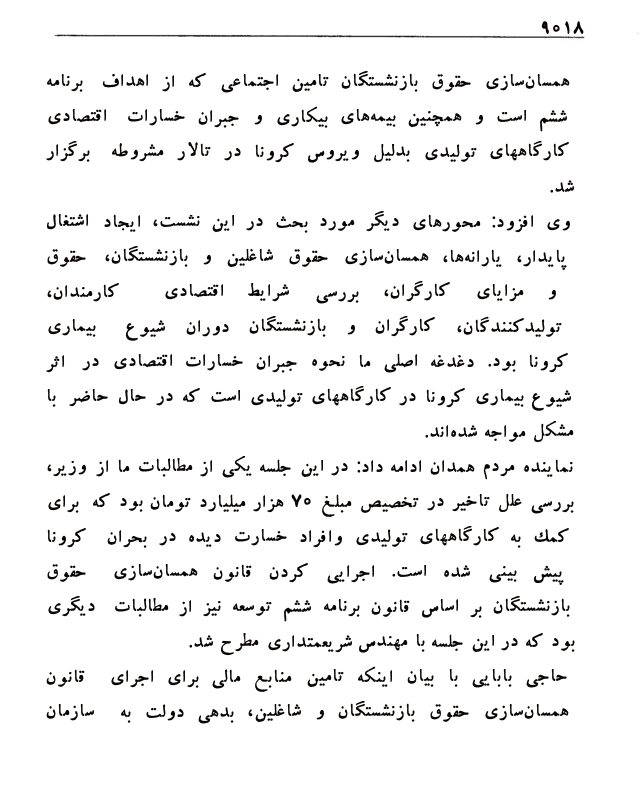 ۹۰۱۸
همسان‌سازی حقوق بازنشستگان تامین اجتماعی که از اهداف برنامه
ششم است و همچنین بیمه‌های بیکاری و جبران خسارات اقتصادی
کارگاههای تولیدی بدلیل ویروس کرونا در تالار مشروطه برگزار
شد.
وی افزود: محورهای دیگر مورد بحث در این نشست، ایجاد اشتغال
پایدار، یارانه‌ها، همسان‌سازی حقوق شاغلین و بازنشستگان، حقوق
و مزایای کارگران، بررسی شرایط اقتصادی کارمندان،
تولیدکنندگان، کارگران و بازنشستگان دوران شیوع بیماری
کرونا بود. دغدغه اصلی ما نحوه جبران خسارات اقتصادی در اثر
شیوع بیماری کرونا در کارگاههای تولیدی است که در حال حاضر با
مشکل مواجه شده‌اند.
نماینده مردم همدان ادامه داد: در این جلسه یکی از مطالبات ما از وزیر،
بررسی علل تاخیر در تخصیص مبلغ ۷۰ هزار میلیارد تومان بود که برای
کمك به کارگاههای تولیدی وافراد خسارت دیده در بحران کرونا
پیش بینی شده است. اجرایی کردن قانون همسان‌سازی حقوق
بازنشستگان بر اساس قانون برنامه ششم توسعه نیز از مطالبات دیگری
بود که در این جلسه با مهندس شریعمتداری مطرح شد.
حاجی بابایی با بیان اینکه تامین منابع مالی برای اجرای قانون
همسان‌سازی حقوق بازنشستگان و شاغلین، بدهی دولت به سازمان